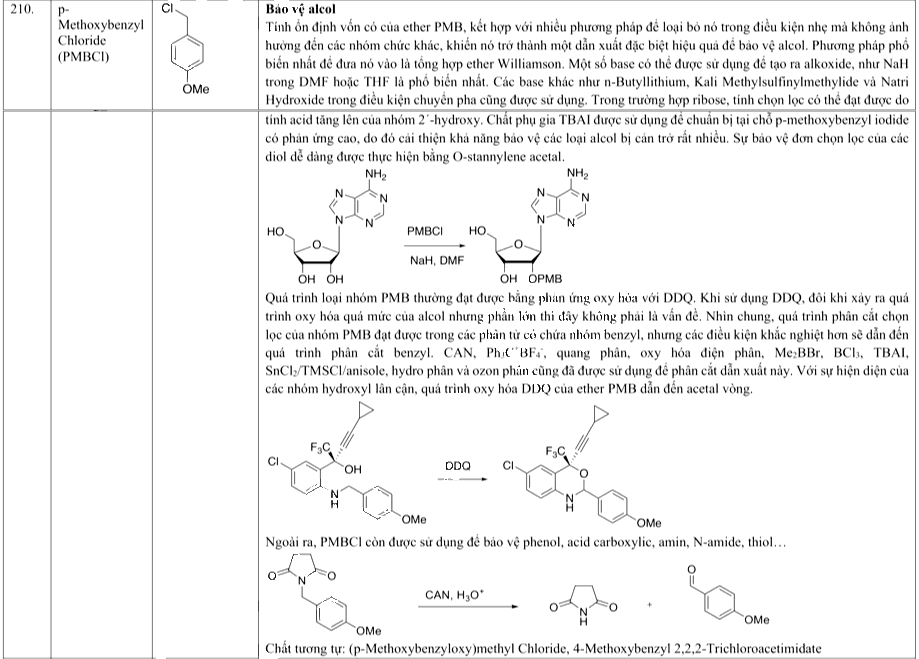 210.
p-
Methoxybenzyl
Chloride
(PMBCl)
Cl
OMe
Bảo vệ alcol
Tính ổn định vốn có của ether PMB, kết hợp với nhiều phương pháp để loại bỏ nó trong điều kiện nhẹ mà không ảnh
hưởng đến các nhóm chức khác, khiến nó trở thành một dẫn xuất đặc biệt hiệu quả để bảo vệ alcol. Phương pháp phổ
biến nhất để đưa nó vào là tổng hợp ether Williamson. Một số base có thể được sử dụng để tạo ra alkoxide, như NaH
trong DMF hoặc THF là phổ biến nhất. Các base khác như n-Butyllithium, Kali Methylsulfinylmethylide và Natri
Hydroxide trong điều kiện chuyển pha cũng được sử dụng. Trong trường hợp ribose, tính chọn lọc có thể đạt được do
tính acid tăng lên của nhóm 2´-hydroxy. Chất phụ gia TBAI được sử dụng để chuẩn bị tại chỗ p-methoxybenzyl iodide
có phản ứng cao, do đó cải thiện khả năng bảo vệ các loại alcol bị cản trở rất nhiều. Sự bảo vệ đơn chọn lọc của các
diol dễ dàng được thực hiện bằng O-stannylene acetal.
NH2
N
N
N
N
HO
O
OH OH
PMBCl
NaH, DMF
NH2
N
N
N
N
HO
O
OH OPMB
Quá trình loại nhóm PMB thường đạt được bằng phản ứng oxy hóa với DDQ. Khi sử dụng DDQ, đôi khi xảy ra quá
trình oxy hóa quá mức của alcol nhưng phần lớn thì đây không phải là vấn đề. Nhìn chung, quá trình phân cắt chọn
lọc của nhóm PMB đạt được trong các phân tử có chứa nhóm benzyl, nhưng các điều kiện khắc nghiệt hơn sẽ dẫn đến
quá trình phân cắt benzyl. CAN, Ph3C+BF4-, quang phân, oxy hóa điện phân, Me2BBr, BCl3, TBAI,
SnCl2/TMSCl/anisole, hydro phân và ozon phân cũng đã được sử dụng để phân cắt dẫn xuất này. Với sự hiện diện của
các nhóm hydroxyl lân cận, quá trình oxy hóa DDQ của ether PMB dẫn đến acetal vòng.
F3C
Cl
OH
N
H
OMe
DDQ
F3C
Cl
O
N
H
OMe
Ngoài ra, PMBCl còn được sử dụng để bảo vệ phenol, acid carboxylic, amin, N-amide, thiol…
O
N
O
OMe
CAN, H3O+
O
N
H
O
+
O
OMe
Chất tương tự: (p-Methoxybenzyloxy)methyl Chloride, 4-Methoxybenzyl 2,2,2-Trichloroacetimidate